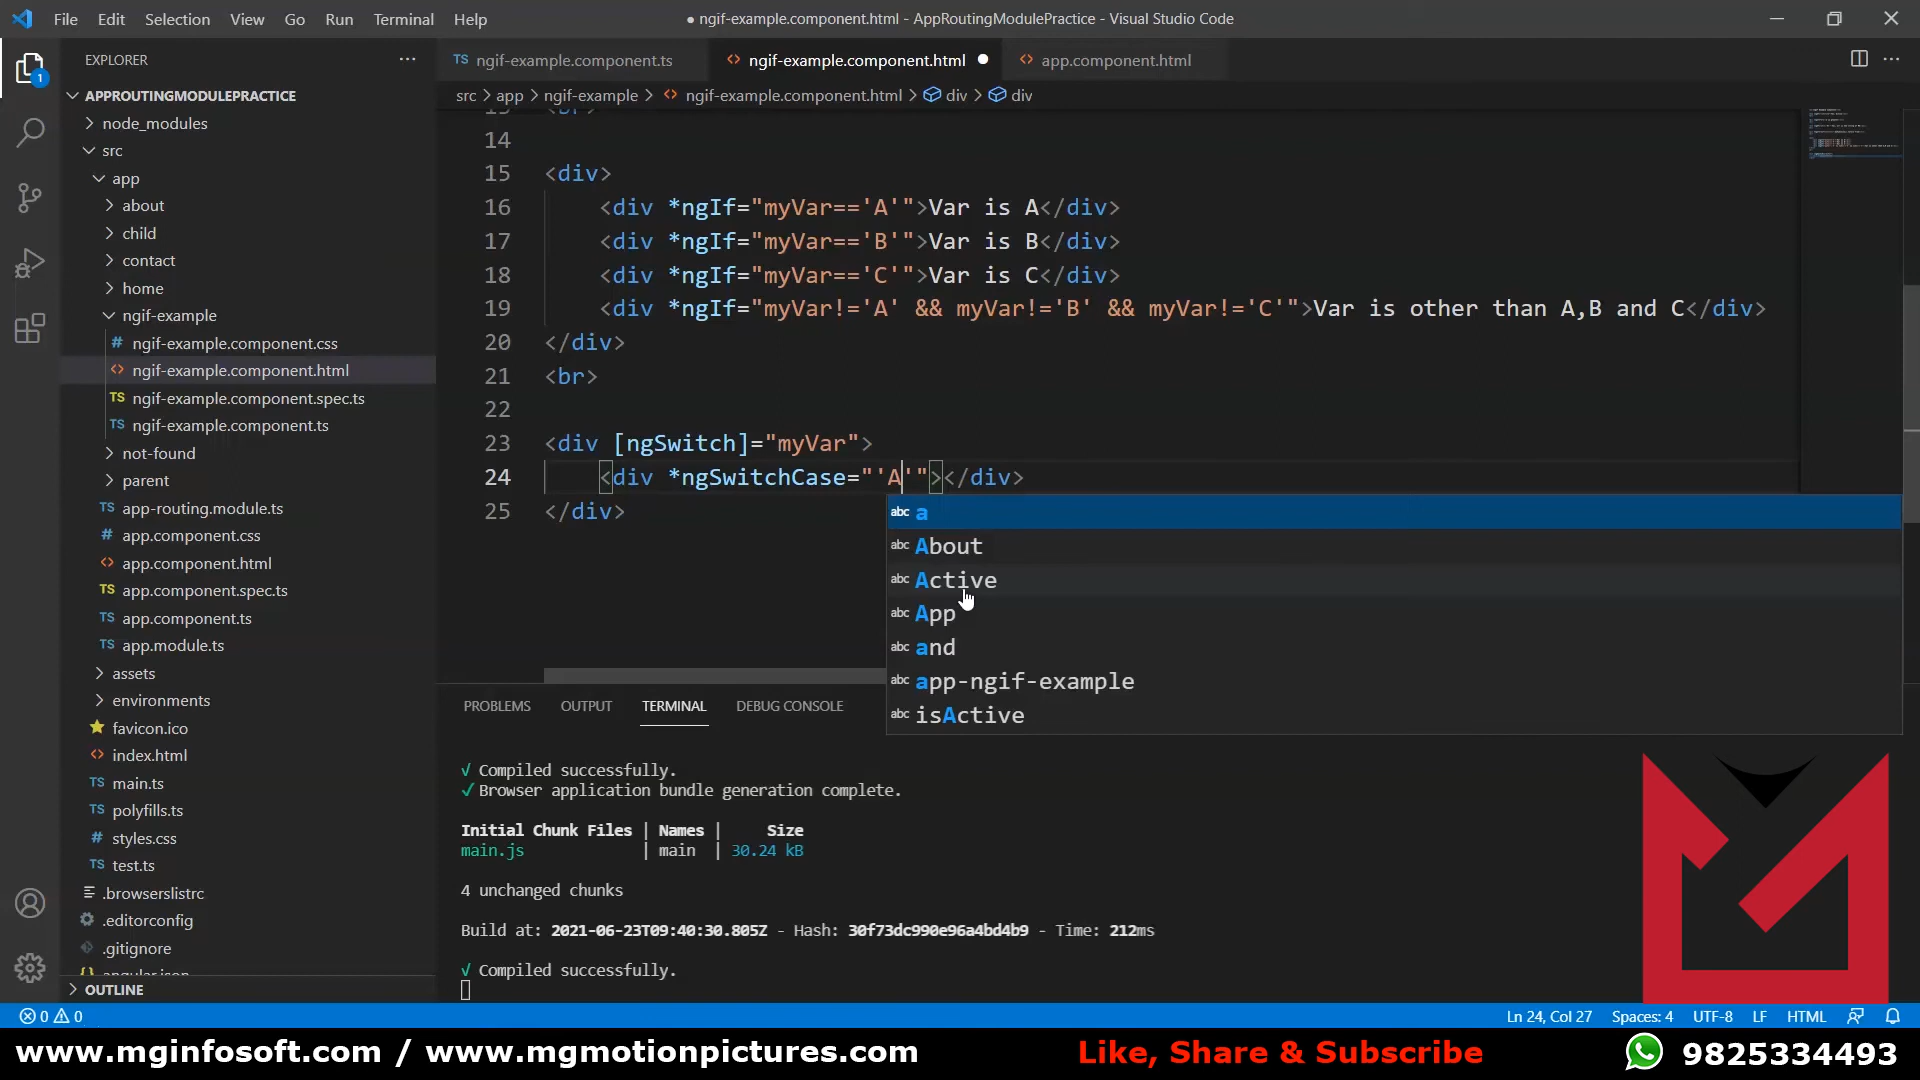 File Edit Selection View Go Run Terminal Help
● ngif-example.component.html - AppRoutingModulePractice - Visual Studio Code
EXPLORER
TS ngif-example.component.ts
<> ngif-example.component.html ●
<> app.component.html
src > app > ngif-example > <> ngif-example.component.html > div > div
1
APPROUTINGMODULEPRACTICE
node_modules
src
app
about
child
contact
home
ngif-example
# ngif-example.component.css
<> ngif-example.component.html
TS ngif-example.component.spec.ts
TS ngif-example.component.ts
not-found
parent
TS app-routing.module.ts
# app.component.css
<> app.component.html
TS app.component.spec.ts
TS app.component.ts
TS app.module.ts
assets
environments
favicon.ico
<> index.html
TS main.ts
TS polyfills.ts
# styles.css
TS test.ts
.browserslistrc
.editorconfig
.gitignore
{} angular.json
OUTLINE
13 <br>
14
15 <div>
16 <div *ngIf="myVar=='A'">Var is A</div>
17 <div *ngIf="myVar=='B'">Var is B</div>
18 <div *ngIf="myVar=='C'">Var is C</div>
19 <div *ngIf="myVar!='A' && myVar!='B' && myVar!='C'">Var is other than A,B and C</div>
20 </div>
21 <br>
22
23 <div [ngSwitch]="myVar">
24 <div *ngSwitchCase="'A'"></div>
25 </div>
abc a
abc About
abc Active
abc App
abc and
abc app-ngif-example
abc isActive
PROBLEMS OUTPUT TERMINAL DEBUG CONSOLE
√ Compiled successfully.
✓ Browser application bundle generation complete.
Initial Chunk Files | Names | Size
main.js | main | 30.24 kB
4 unchanged chunks
Build at: 2021-06-23T09:40:30.805Z - Hash: 30f73dc990e96a4bd4b9 - Time: 212ms
√ Compiled successfully.
0 0
Ln 24, Col 27 Spaces: 4 UTF-8 LF HTML
www.mginfosoft.com / www.mgmotionpictures.com Like, Share & Subscribe 9825334493